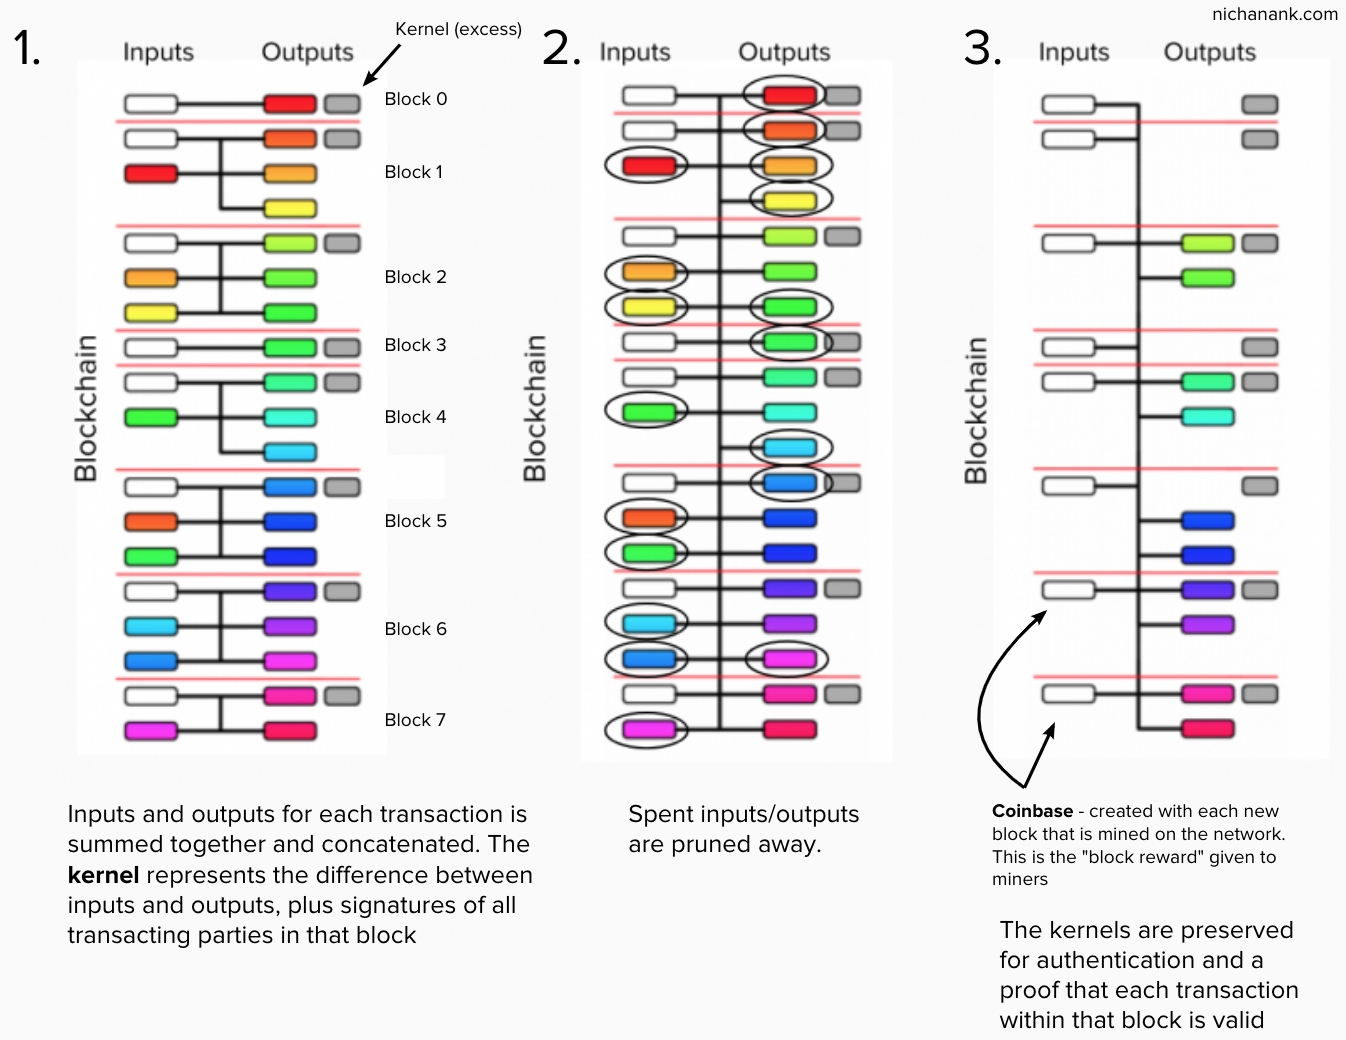 nichanank.com
1.
Inputs
Outputs
Kernel (excess)
Block 0
Block 1
Block 2
Block 3
Block 4
Block 5
Block 6
Block 7
Blockchain
Inputs and outputs for each transaction is
summed together and concatenated. The
kernel represents the difference between
inputs and outputs, plus signatures of all
transacting parties in that block
2.
Inputs
Outputs
Blockchain
Spent inputs/outputs
are pruned away.
3.
Inputs
Outputs
Blockchain
Coinbase - created with each new
block that is mined on the network.
This is the "block reward" given to
miners
The kernels are preserved
for authentication and a
proof that each transaction
within that block is valid